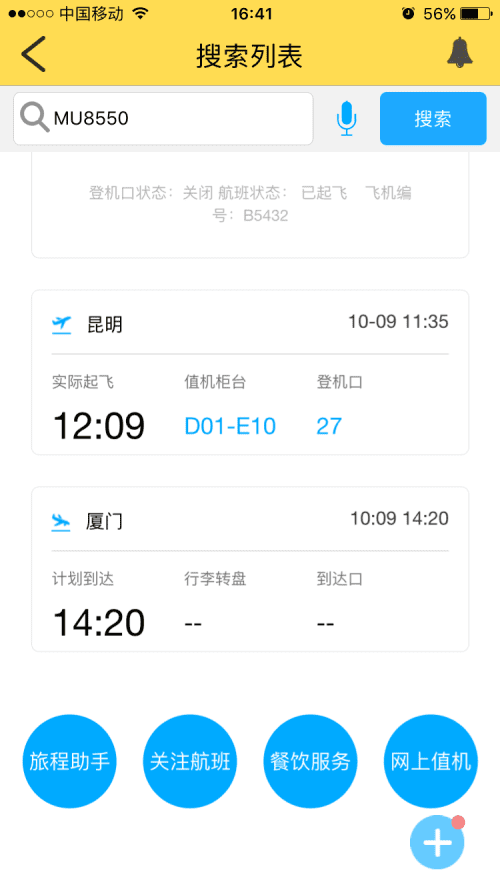 中国移动 16:41 56%
搜索列表
MU8550 搜索
登机口状态：关闭 航班状态： 已起飞 飞机编
号：B5432
昆明 10-09 11:35
实际起飞 值机柜台 登机口
12:09 D01-E10 27
厦门 10:09 14:20
计划到达 行李转盘 到达口
14:20 -- --
旅程助手 关注航班 餐饮服务 网上值机